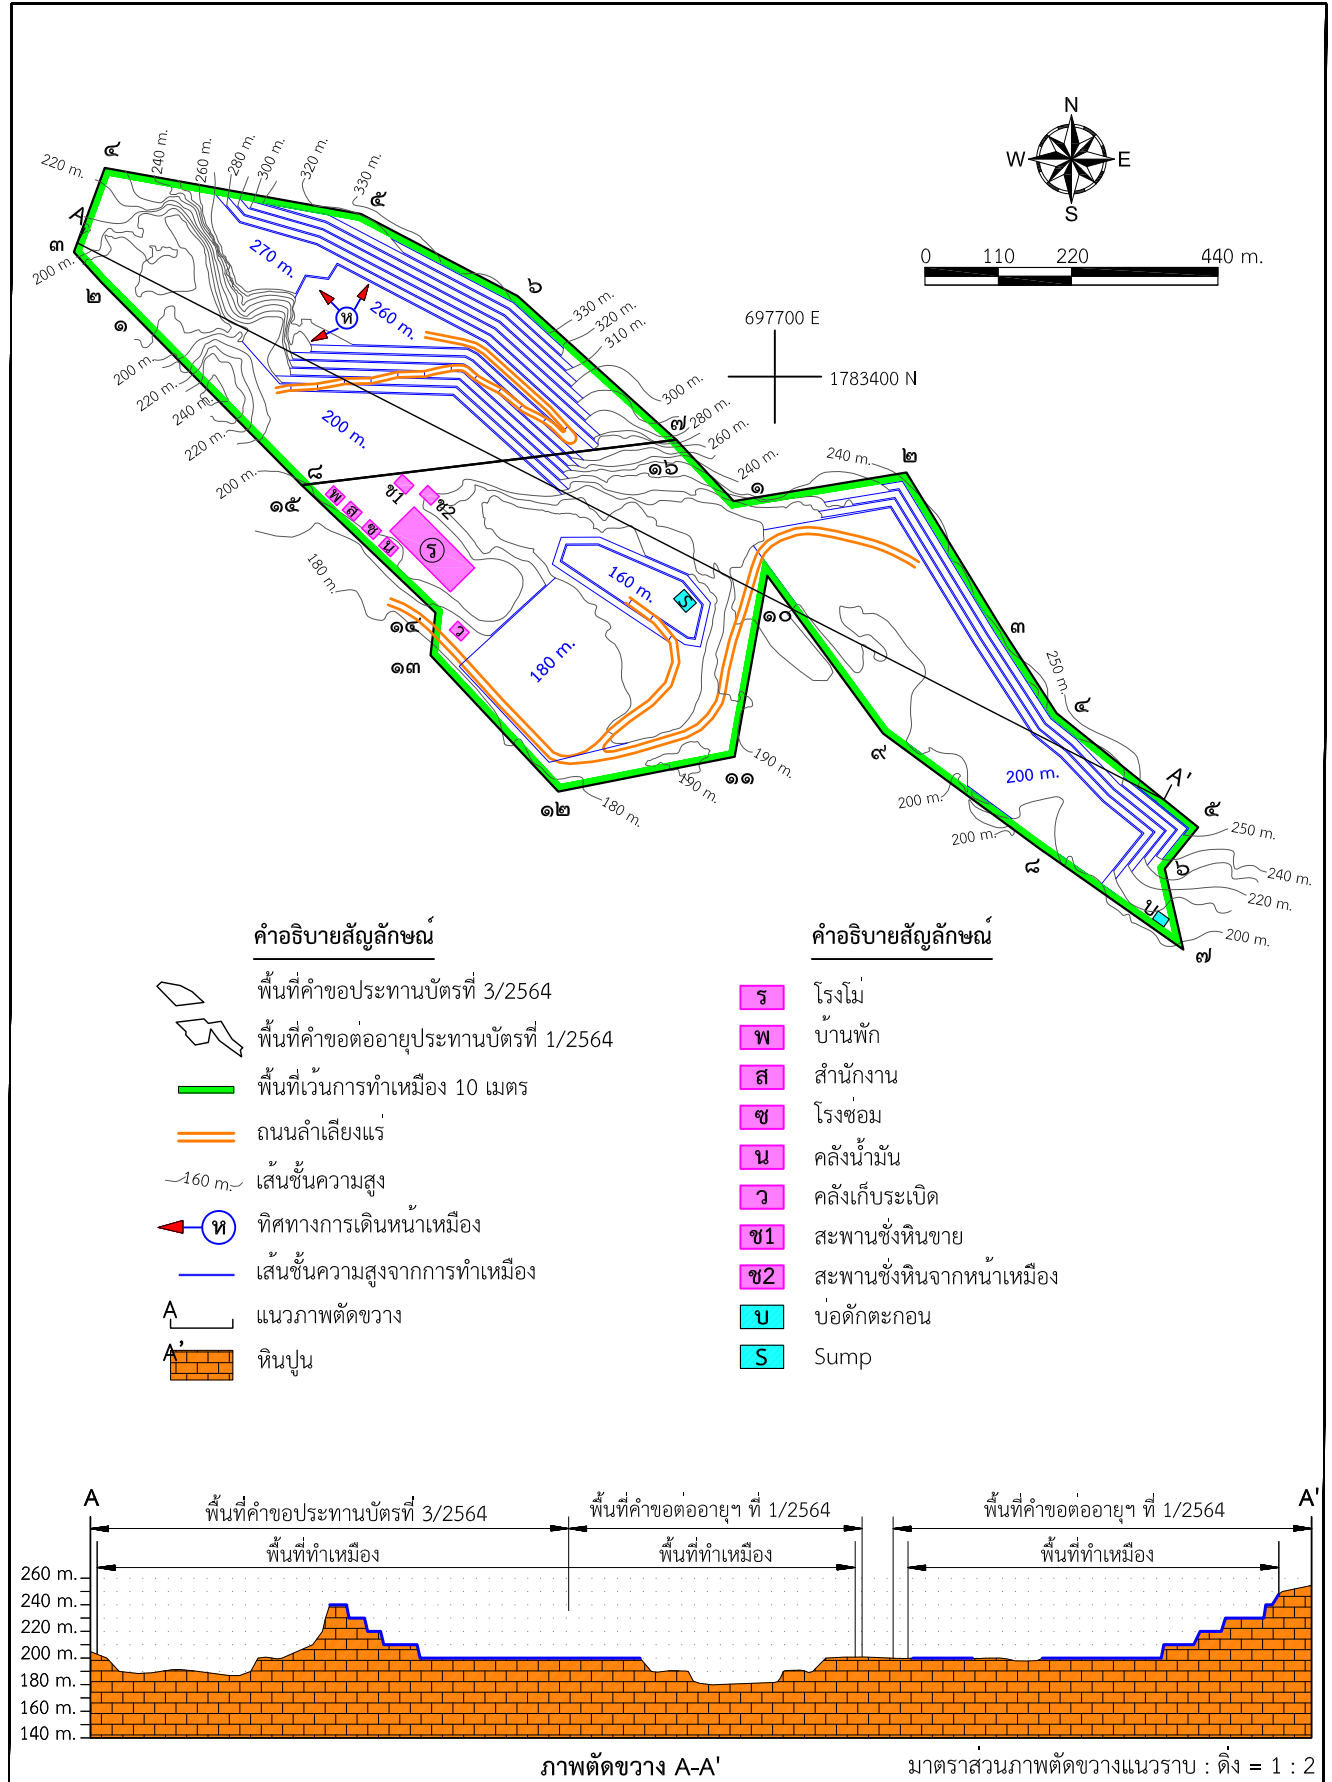 N
W E
S
0 110 220 440 m.
697700 E
1783400 N
220 m.
240 m.
260 m.
280 m.
300 m.
320 m.
330 m.
๔
๕
A
๓
200 m.
๒
๑
270 m.
ห
260 m.
๖
330 m.
320 m.
310 m.
200 m.
220 m.
240 m.
220 m.
200 m.
200 m.
300 m.
๗
280 m.
260 m.
๑๖
240 m.
๑
240 m.
๒
๘
๑๕
ช1
ช2
พ
ส
ซ
น
ร
180 m.
160 m.
S
๑๔
ว
๑๓
๑๐
๓
250 m.
๔
180 m.
190 m.
190 m.
๑๑
๙
180 m.
๑๒
200 m.
A'
๕
200 m.
200 m.
๘
250 m.
๖
240 m.
220 m.
บ
200 m.
๗
คำอธิบายสัญลักษณ์
พื้นที่คำขอประทานบัตรที่ 3/2564
พื้นที่คำขอต่ออายุประทานบัตรที่ 1/2564
พื้นที่เว้นการทำเหมือง 10 เมตร
ถนนลำเลียงแร่
160 m. เส้นชั้นความสูง
ห ทิศทางการเดินหน้าเหมือง
เส้นชั้นความสูงจากการทำเหมือง
A A' แนวภาพตัดขวาง
หินปูน
คำอธิบายสัญลักษณ์
ร โรงโม่
พ บ้านพัก
ส สำนักงาน
ซ โรงซ่อม
น คลังน้ำมัน
ว คลังเก็บระเบิด
ช1 สะพานชั่งหินขาย
ช2 สะพานชั่งหินจากหน้าเหมือง
บ บ่อดักตะกอน
S Sump
A A'
พื้นที่คำขอประทานบัตรที่ 3/2564 พื้นที่คำขอต่ออายุฯ ที่ 1/2564 พื้นที่คำขอต่ออายุฯ ที่ 1/2564
พื้นที่ทำเหมือง พื้นที่ทำเหมือง พื้นที่ทำเหมือง
260 m.
240 m.
220 m.
200 m.
180 m.
160 m.
140 m.
ภาพตัดขวาง A-A'
มาตราส่วนภาพตัดขวางแนวราบ : ดิ่ง = 1 : 2